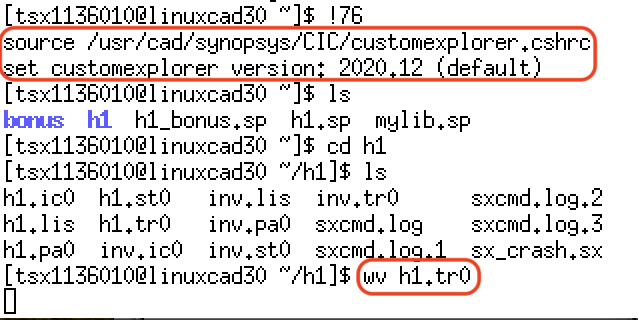 [tsx1136010@linuxcad30 ~]$ !76
source /usr/cad/synopsys/CIC/customexplorer.cshrc
set customexplorer version: 2020.12 (default)
[tsx1136010@linuxcad30 ~]$ ls
bonus h1 h1_bonus.sp h1.sp mylib.sp
[tsx1136010@linuxcad30 ~]$ cd h1
[tsx1136010@linuxcad30 ~/h1]$ ls
h1.ic0 h1.st0 inv.lis inv.tr0 sxcmd.log.2
h1.lis h1.tr0 inv.pa0 sxcmd.log sxcmd.log.3
h1.pa0 inv.ic0 inv.st0 sxcmd.log.1 sx_crash.sx
[tsx1136010@linuxcad30 ~/h1]$ wv h1.tr0